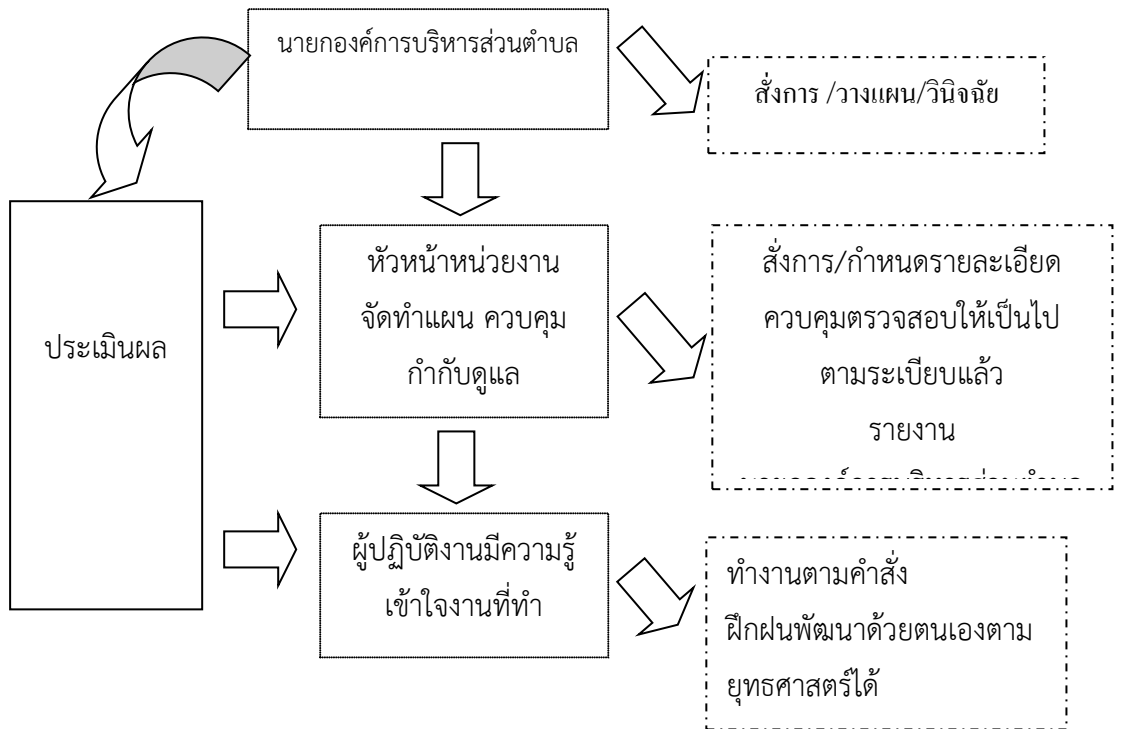 นายกองค์การบริหารส่วนตำบล
สั่งการ /วางแผน/วินิจฉัย
ประเมินผล
หัวหน้าหน่วยงาน
จัดทำแผน ควบคุม
กำกับดูแล
สั่งการ/กำหนดรายละเอียด
ควบคุมตรวจสอบให้เป็นไป
ตามระเบียบแล้ว
รายงาน
ผู้ปฏิบัติงานมีความรู้
เข้าใจงานที่ทำ
ทำงานตามคำสั่ง
ฝึกฝนพัฒนาด้วยตนเองตาม
ยุทธศาสตร์ได้